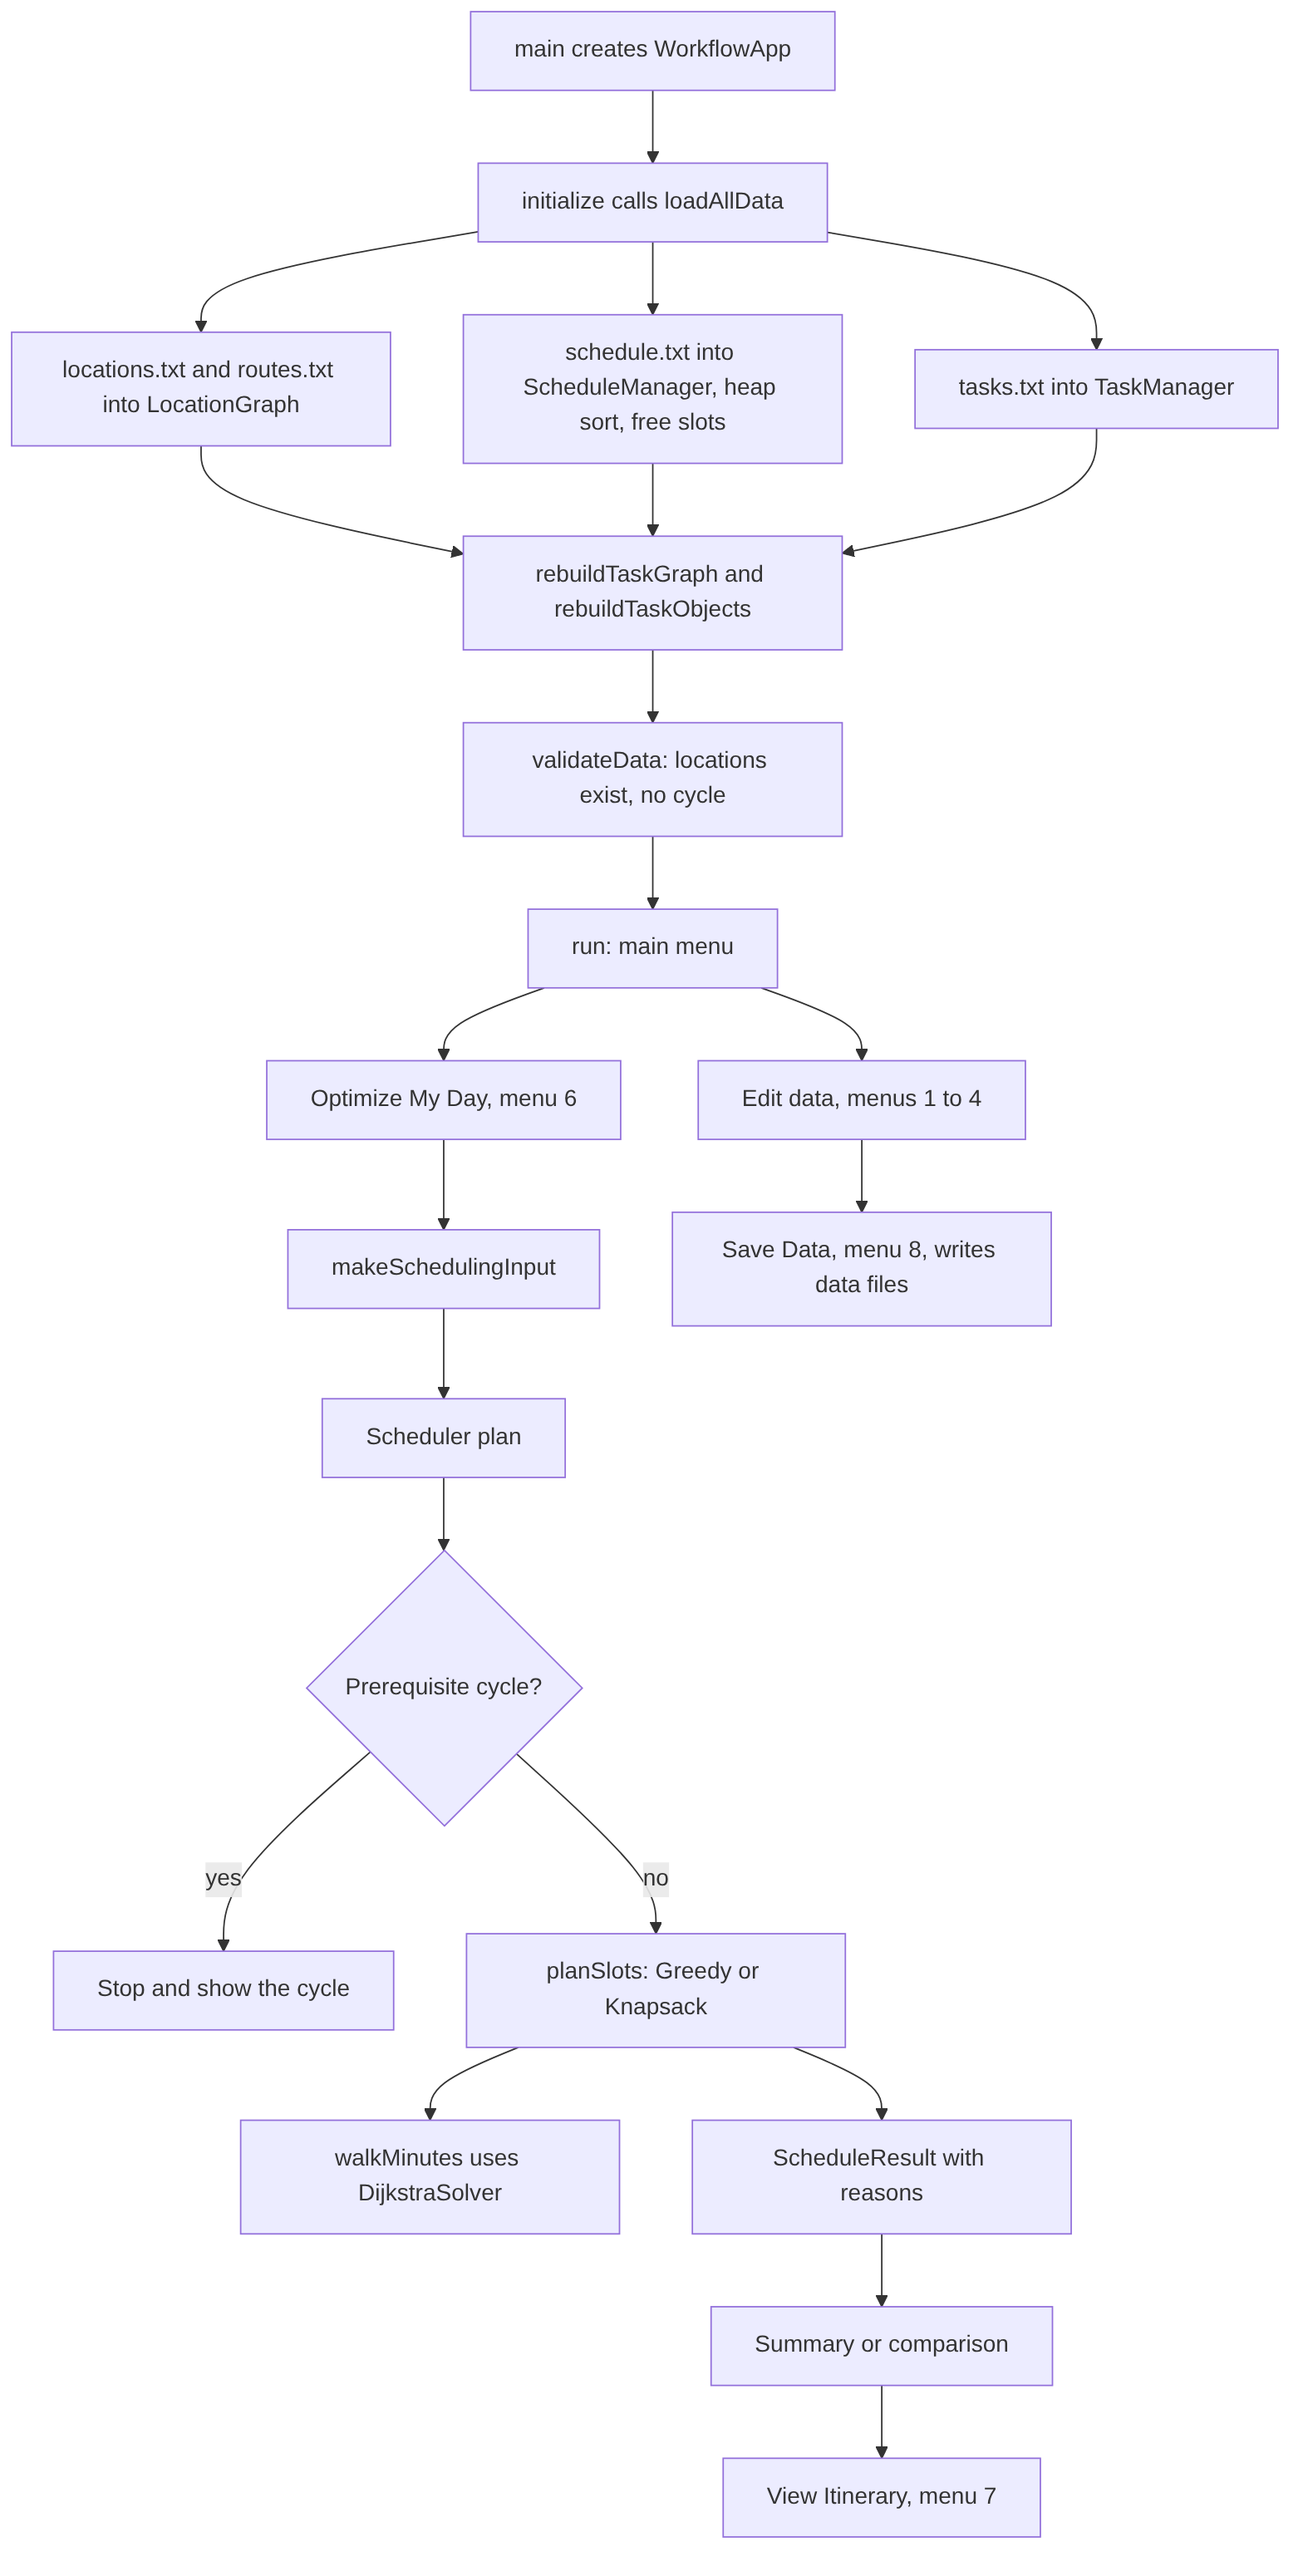 main creates WorkflowApp
initialize calls loadAllData
locations.txt and routes.txt
into LocationGraph
schedule.txt into
ScheduleManager, heap
sort, free slots
tasks.txt into TaskManager
rebuildTaskGraph and
rebuildTaskObjects
validateData: locations
exist, no cycle
run: main menu
Optimize My Day, menu 6
Edit data, menus 1 to 4
makeSchedulingInput
Save Data, menu 8, writes
data files
Scheduler plan
Prerequisite cycle?
yes
no
Stop and show the cycle
planSlots: Greedy or
Knapsack
walkMinutes uses
DijkstraSolver
ScheduleResult with
reasons
Summary or comparison
View Itinerary, menu 7